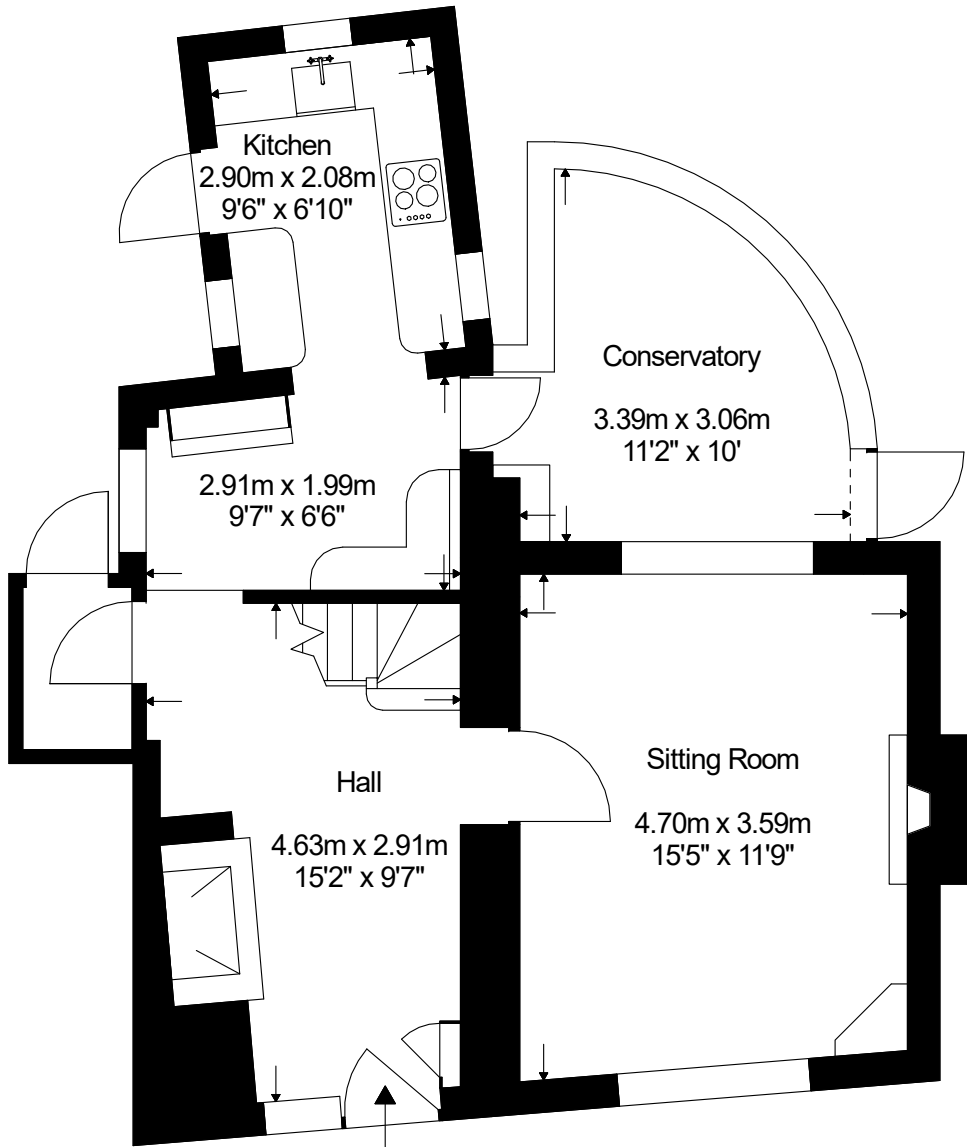 Kitchen
2.90m x 2.08m
9'6" x 6'10"
Conservatory
3.39m x 3.06m
11'2" x 10'
2.91m x 1.99m
9'7" x 6'6"
Hall
4.63m x 2.91m
15'2" x 9'7"
Sitting Room
4.70m x 3.59m
15'5" x 11'9"